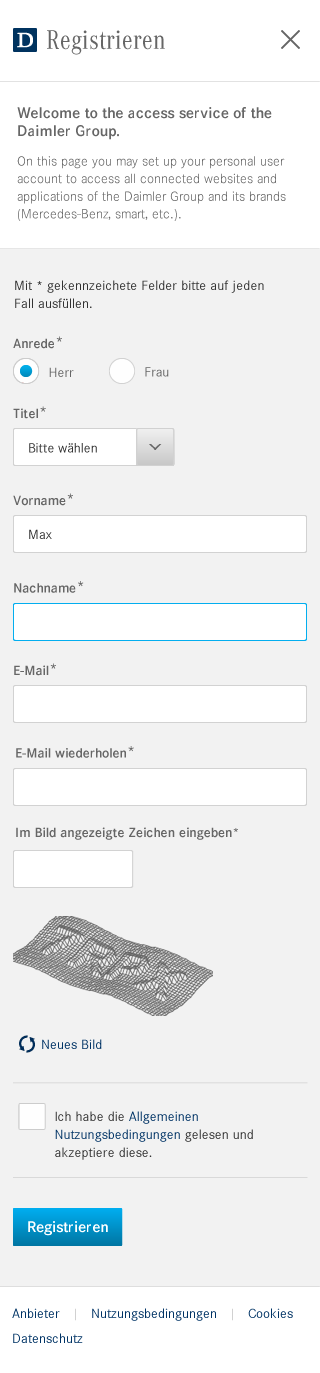 D Registrieren
Welcome to the access service of the
Daimler Group.
On this page you may set up your personal user
account to access all connected websites and
applications of the Daimler Group and its brands
(Mercedes-Benz, smart, etc.).
Mit * gekennzeichete Felder bitte auf jeden
Fall ausfüllen.
Anrede*
Herr Frau
Titel*
Bitte wählen
Vorname*
Max
Nachname*
E-Mail*
E-Mail wiederholen*
Im Bild angezeigte Zeichen eingeben*
Neues Bild
Ich habe die Allgemeinen
Nutzungsbedingungen gelesen und
akzeptiere diese.
Registrieren
Anbieter | Nutzungsbedingungen | Cookies
Datenschutz